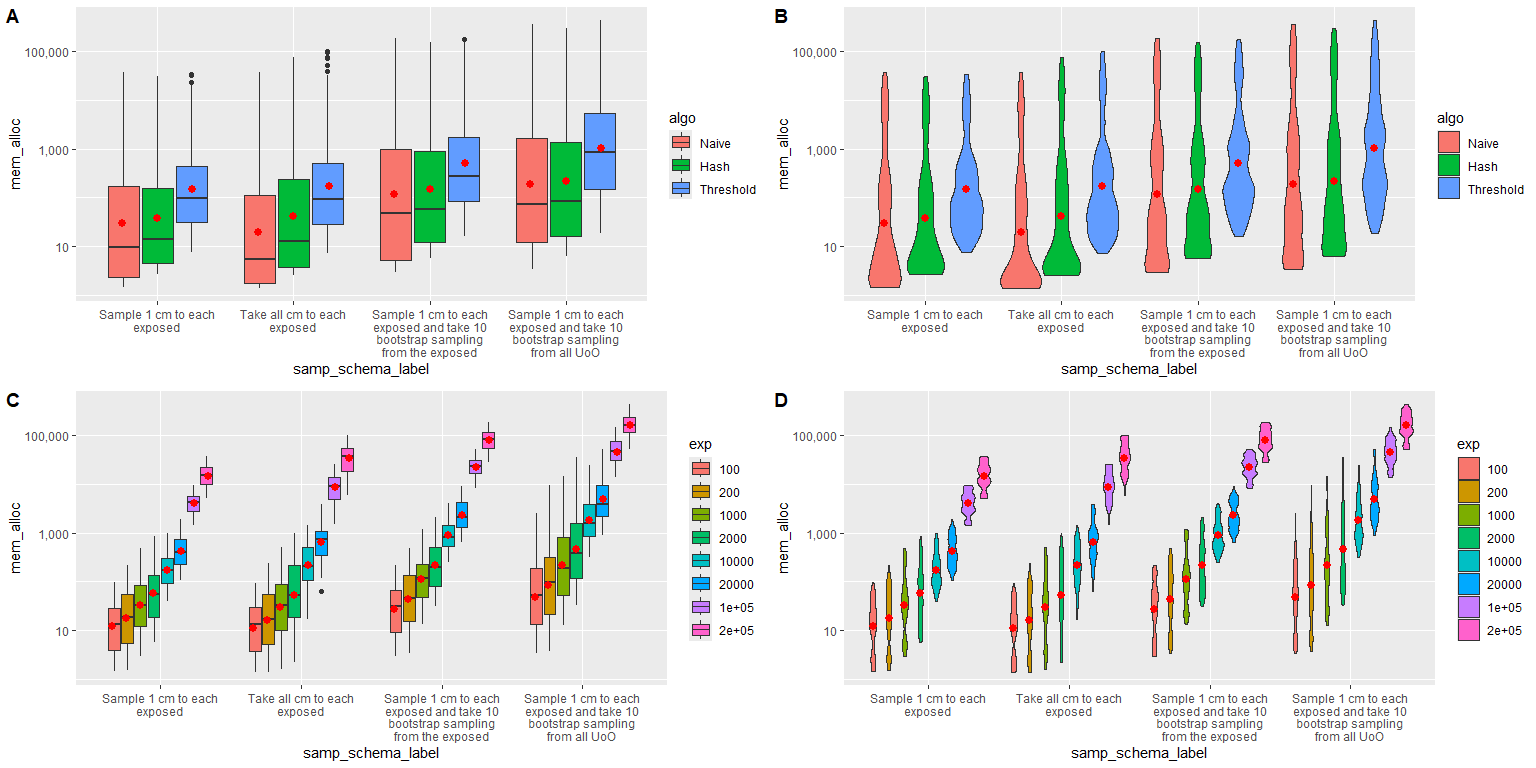 A
mem_alloc
100,000
1,000
10
Sample 1 cm to each
exposed
Take all cm to each
exposed
Sample 1 cm to each
exposed and take 10
bootstrap sampling
from the exposed
Sample 1 cm to each
exposed and take 10
bootstrap sampling
from all UoO
samp_schema_label
algo
Naive
Hash
Threshold
B
mem_alloc
100,000
1,000
10
Sample 1 cm to each
exposed
Take all cm to each
exposed
Sample 1 cm to each
exposed and take 10
bootstrap sampling
from the exposed
Sample 1 cm to each
exposed and take 10
bootstrap sampling
from all UoO
samp_schema_label
algo
Naive
Hash
Threshold
C
mem_alloc
100,000
1,000
10
Sample 1 cm to each
exposed
Take all cm to each
exposed
Sample 1 cm to each
exposed and take 10
bootstrap sampling
from the exposed
Sample 1 cm to each
exposed and take 10
bootstrap sampling
from all UoO
samp_schema_label
exp
100
200
1000
2000
10000
20000
1e+05
2e+05
D
mem_alloc
100,000
1,000
10
Sample 1 cm to each
exposed
Take all cm to each
exposed
Sample 1 cm to each
exposed and take 10
bootstrap sampling
from the exposed
Sample 1 cm to each
exposed and take 10
bootstrap sampling
from all UoO
samp_schema_label
exp
100
200
1000
2000
10000
20000
1e+05
2e+05